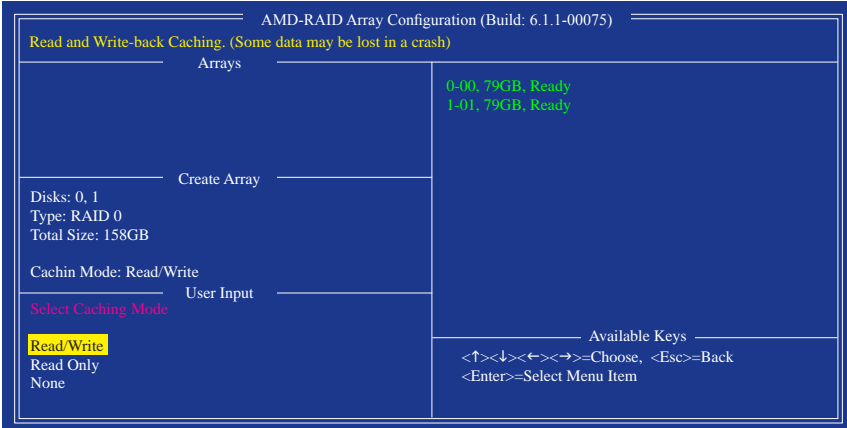 AMD-RAID Array Configuration (Build: 6.1.1-00075)
Read and Write-back Caching. (Some data may be lost in a crash)
Arrays
0-00, 79GB, Ready
1-01, 79GB, Ready
Create Array
Disks: 0, 1
Type: RAID 0
Total Size: 158GB
Cachin Mode: Read/Write
User Input
Select Caching Mode
Read/Write
Read Only
None
Available Keys
<↑><↓><←><→>=Choose, <Esc>=Back
<Enter>=Select Menu Item